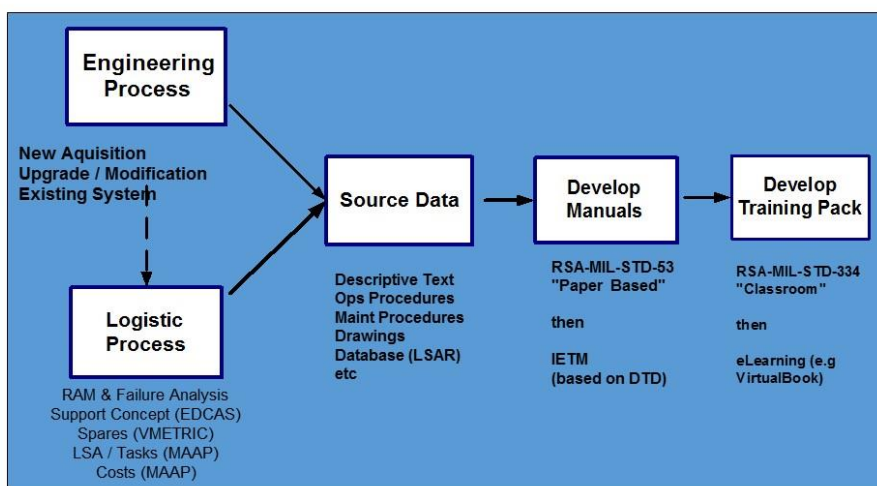 Engineering
Process
New Aquisition
Upgrade / Modification
Existing System
Logistic
Process
RAM & Failure Analysis
Support Concept (EDCAS)
Spares (VMETRIC)
LSA / Tasks (MAAP)
Costs (MAAP)
Source Data
Descriptive Text
Ops Procedures
Maint Procedures
Drawings
Database (LSAR)
etc
Develop
Manuals
RSA-MIL-STD-53
"Paper Based"
then
IETM
(based on DTD)
Develop
Training Pack
RSA-MIL-STD-334
"Classroom"
then
eLearning (e.g
VirtualBook)